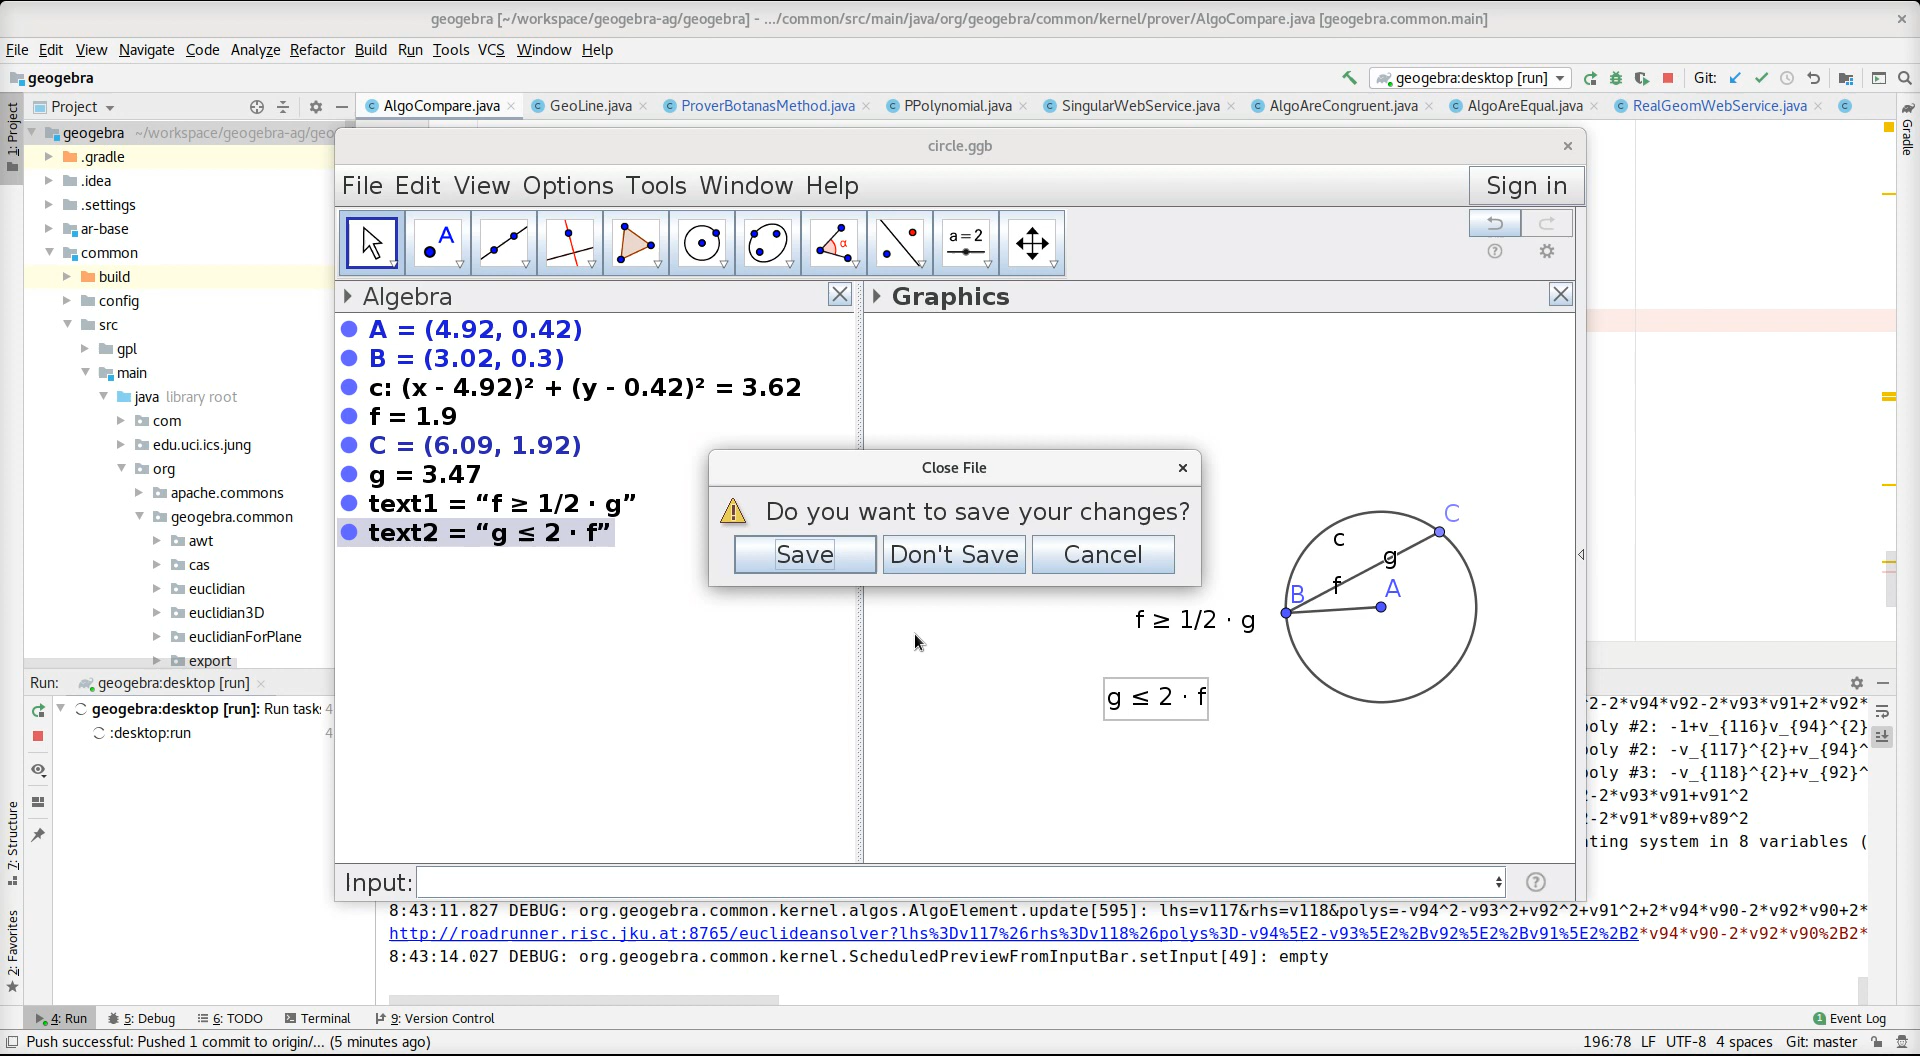 geogebra [~/workspace/geogebra-ag/geogebra] - .../common/src/main/java/org/geogebra/common/kernel/prover/AlgoCompare.java [geogebra.common.main]
File Edit View Navigate Code Analyze Refactor Build Run Tools VCS Window Help
geogebra
geogebra:desktop [run]
Git:
1: Project
Project
AlgoCompare.java
GeoLine.java
ProverBotanasMethod.java
PPolynomial.java
SingularWebService.java
AlgoAreCongruent.java
AlgoAreEqual.java
RealGeomWebService.java
Gradle
geogebra ~/workspace/geogebra-ag/geo
.gradle
.idea
.settings
ar-base
common
build
config
src
gpl
main
java library root
com
edu.uci.ics.jung
org
apache.commons
geogebra.common
awt
cas
euclidian
euclidian3D
euclidianForPlane
export
circle.ggb
File Edit View Options Tools Window Help
Sign in
A
α
a=2
Algebra
Graphics
A = (4.92, 0.42)
B = (3.02, 0.3)
c: (x - 4.92)² + (y - 0.42)² = 3.62
f = 1.9
C = (6.09, 1.92)
g = 3.47
text1 = “f ≥ 1/2 · g”
text2 = “g ≤ 2 · f”
Close File
Do you want to save your changes?
Save
Don't Save
Cancel
C
c
g
f
B
A
f ≥ 1/2 · g
g ≤ 2 · f
Input:
Run: geogebra:desktop [run]
geogebra:desktop [run]: Run task: 4
:desktop:run 4
^2-2*v94*v92-2*v93*v91+2*v92*
oly #2: -1+v_{116}v_{94}^{2}
oly #2: -v_{117}^{2}+v_{94}^
oly #3: -v_{118}^{2}+v_{92}^
-2*v93*v91+v91^2
-2*v91*v89+v89^2
ting system in 8 variables (
8:43:11.827 DEBUG: org.geogebra.common.kernel.algos.AlgoElement.update[595]: lhs=v117&rhs=v118&polys=-v94^2-v93^2+v92^2+v91^2+2*v94*v90-2*v92*v90+2*
http://roadrunner.risc.jku.at:8765/euclideansolver?lhs%3Dv117%26rhs%3Dv118%26polys%3D-v94%5E2-v93%5E2%2Bv92%5E2%2Bv91%5E2%2B2*v94*v90-2*v92*v90%2B2*
8:43:14.027 DEBUG: org.geogebra.common.kernel.ScheduledPreviewFromInputBar.setInput[49]: empty
7: Structure
2: Favorites
4: Run
5: Debug
6: TODO
Terminal
9: Version Control
1 Event Log
Push successful: Pushed 1 commit to origin/... (5 minutes ago)
196:78 LF UTF-8 4 spaces Git: master